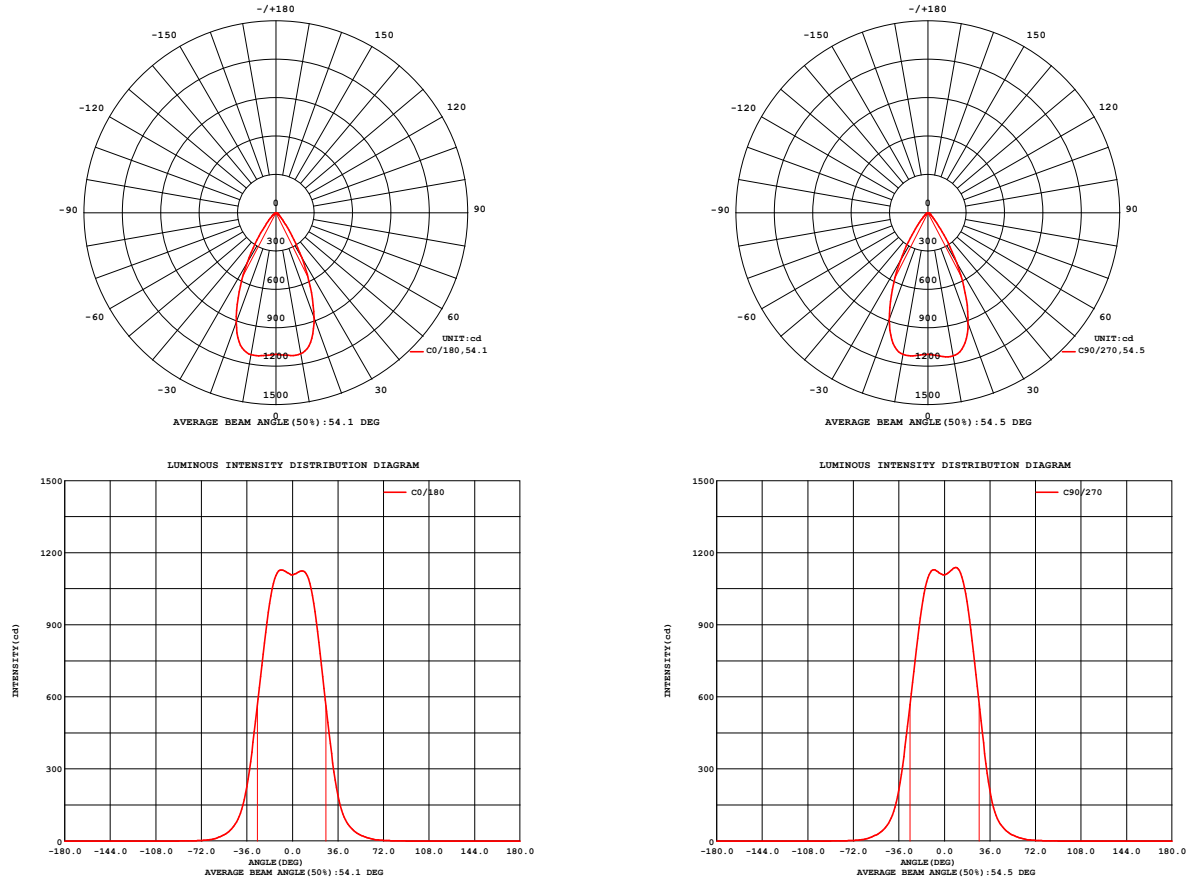 -/+180
-150 150
-120 120
-90 90
0
300
600
900
1200
1500
-60 60
-30 30
0
UNIT:cd
C0/180,54.1
AVERAGE BEAM ANGLE(50%):54.1 DEG
-/+180
-150 150
-120 120
-90 90
0
300
600
900
1200
1500
-60 60
-30 30
0
UNIT:cd
C90/270,54.5
AVERAGE BEAM ANGLE(50%):54.5 DEG
LUMINOUS INTENSITY DISTRIBUTION DIAGRAM
C0/180
INTENSITY(cd)
1500
1200
900
600
300
0
-180.0 -144.0 -108.0 -72.0 -36.0 0.0 36.0 72.0 108.0 144.0 180.0
ANGLE(DEG)
AVERAGE BEAM ANGLE(50%):54.1 DEG
LUMINOUS INTENSITY DISTRIBUTION DIAGRAM
C90/270
INTENSITY(cd)
1500
1200
900
600
300
0
-180.0 -144.0 -108.0 -72.0 -36.0 0.0 36.0 72.0 108.0 144.0 180.0
ANGLE(DEG)
AVERAGE BEAM ANGLE(50%):54.5 DEG